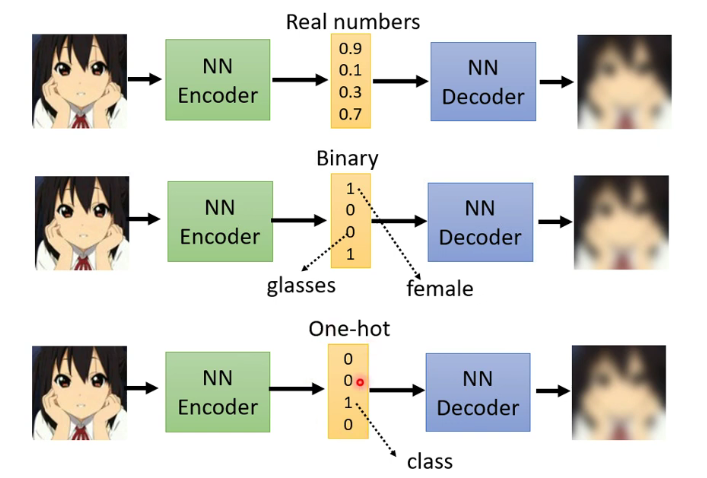 Real numbers
NN
Encoder
0.9
0.1
0.3
0.7
NN
Decoder
Binary
NN
Encoder
1
0
0
1
NN
Decoder
glasses
female
One-hot
NN
Encoder
0
0
1
0
NN
Decoder
class